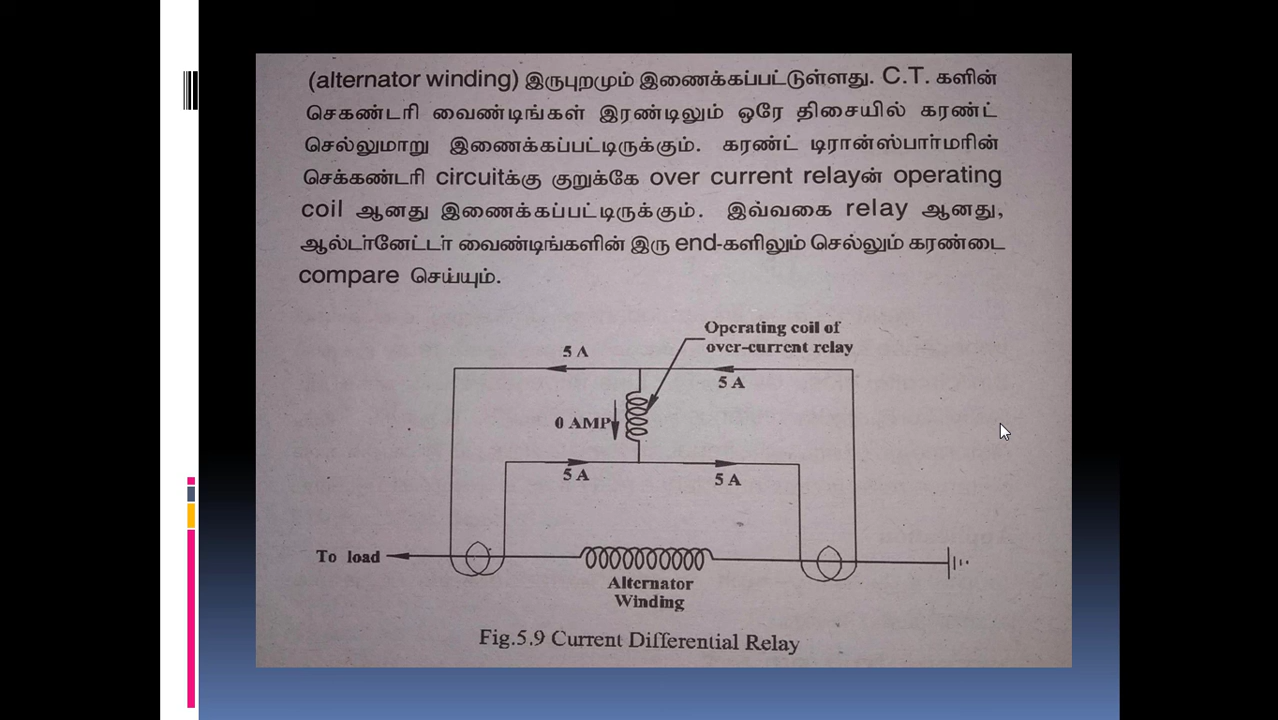 (alternator winding) இருபுறமும் இணைக்கப்பட்டுள்ளது. C.T. களின்
செகண்டரி வைண்டிங்கள் இரண்டிலும் ஒரே திசையில் கரண்ட்
செல்லுமாறு இணைக்கப்பட்டிருக்கும். கரண்ட் டிரான்ஸ்பார்மரின்
செக்கண்டரி circuitக்கு குறுக்கே over current relayன் operating
coil ஆனது இணைக்கப்பட்டிருக்கும். இவ்வகை relay ஆனது,
ஆல்டர்னேட்டர் வைண்டிங்களின் இரு end-களிலும் செல்லும் கரண்டை
compare செய்யும்.
Operating coil of
over-current relay
5 A
5 A
0 AMP
5 A
5 A
To load
Alternator
Winding
Fig.5.9 Current Differential Relay